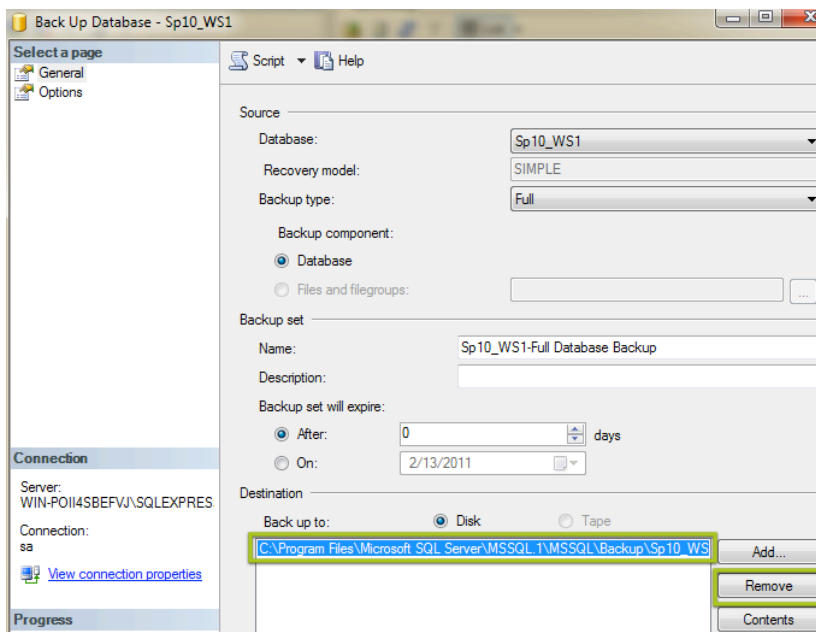 Back Up Database - Sp10_WS1
Select a page
General
Options
Script Help
Source
Database: Sp10_WS1
Recovery model: SIMPLE
Backup type: Full
Backup component:
Database
Files and filegroups: ...
Backup set
Name: Sp10_WS1-Full Database Backup
Description:
Backup set will expire:
After: 0 days
On: 2/13/2011
Connection
Server:
WIN-POII4SBEFVJ\SQLEXPRES
Connection:
sa
View connection properties
Progress
Destination
Back up to: Disk Tape
C:\Program Files\Microsoft SQL Server\MSSQL.1\MSSQL\Backup\Sp10_WS
Add...
Remove
Contents